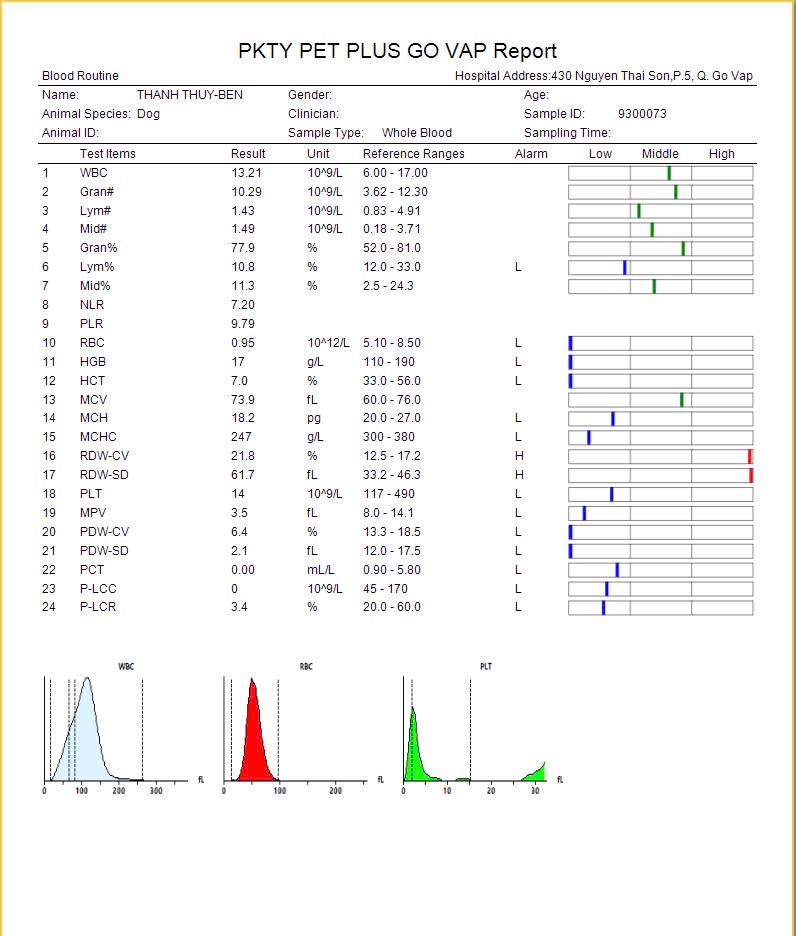 PKTY PET PLUS GO VAP Report
Blood Routine Hospital Address:430 Nguyen Thai Son,P.5, Q. Go Vap
Name: THANH THUY-BEN Gender: Age:
Animal Species: Dog Clinician: Sample ID: 9300073
Animal ID: Sample Type: Whole Blood Sampling Time:
Test Items Result Unit Reference Ranges Alarm Low Middle High
1 WBC 13.21 10^9/L 6.00 - 17.00
2 Gran# 10.29 10^9/L 3.62 - 12.30
3 Lym# 1.43 10^9/L 0.83 - 4.91
4 Mid# 1.49 10^9/L 0.18 - 3.71
5 Gran% 77.9 % 52.0 - 81.0
6 Lym% 10.8 % 12.0 - 33.0 L
7 Mid% 11.3 % 2.5 - 24.3
8 NLR 7.20
9 PLR 9.79
10 RBC 0.95 10^12/L 5.10 - 8.50 L
11 HGB 17 g/L 110 - 190 L
12 HCT 7.0 % 33.0 - 56.0 L
13 MCV 73.9 fL 60.0 - 76.0
14 MCH 18.2 pg 20.0 - 27.0 L
15 MCHC 247 g/L 300 - 380 L
16 RDW-CV 21.8 % 12.5 - 17.2 H
17 RDW-SD 61.7 fL 33.2 - 46.3 H
18 PLT 14 10^9/L 117 - 490 L
19 MPV 3.5 fL 8.0 - 14.1 L
20 PDW-CV 6.4 % 13.3 - 18.5 L
21 PDW-SD 2.1 fL 12.0 - 17.5 L
22 PCT 0.00 mL/L 0.90 - 5.80 L
23 P-LCC 0 10^9/L 45 - 170 L
24 P-LCR 3.4 % 20.0 - 60.0 L
WBC RBC PLT
fL fL fL
0 100 200 300 0 100 200 0 10 20 30